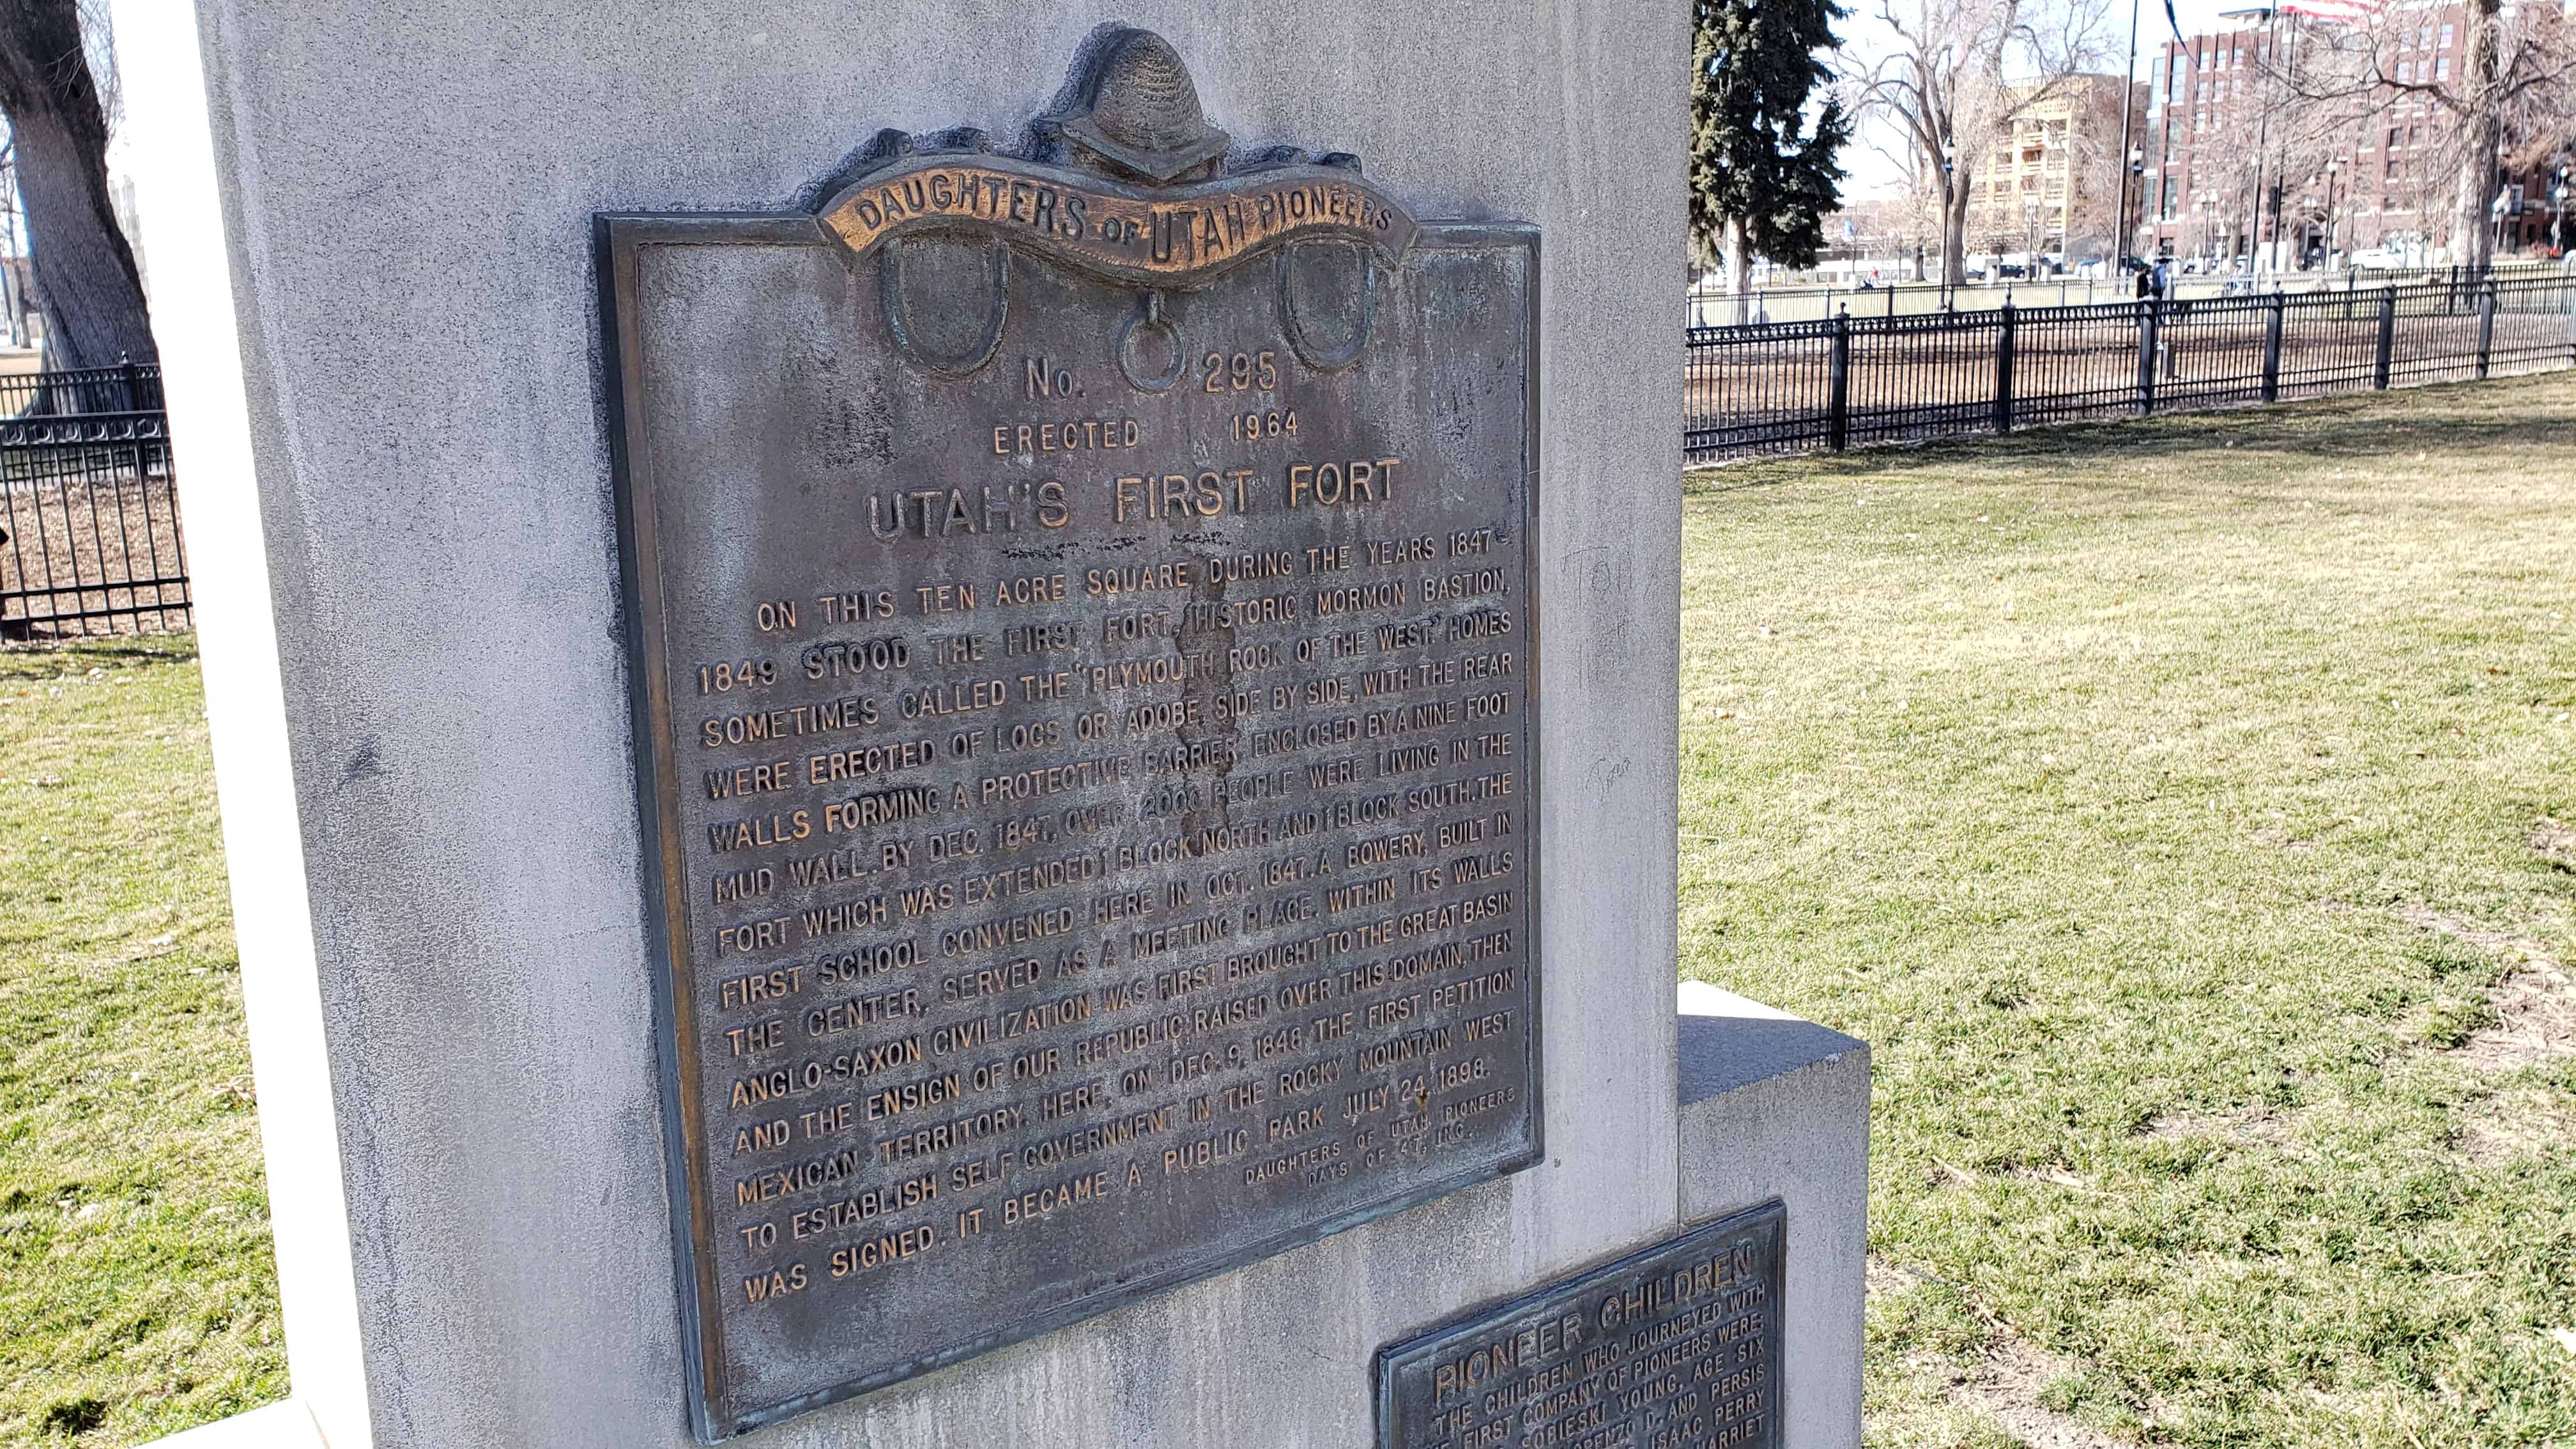 DAUGHTERS OF UTAH PIONEERS
No. 295
ERECTED 1964
UTAH'S FIRST FORT
ON THIS TEN ACRE SQUARE DURING THE YEARS 1847-
1849 STOOD THE FIRST FORT, HISTORIC MORMON BASTION,
SOMETIMES CALLED THE "PLYMOUTH ROCK OF THE WEST." HOMES
WERE ERECTED OF LOGS OR ADOBE, SIDE BY SIDE, WITH THE REAR
WALLS FORMING A PROTECTIVE BARRIER ENCLOSED BY A NINE FOOT
MUD WALL. BY DEC. 1847, OVER 2000 PEOPLE WERE LIVING IN THE
FORT WHICH WAS EXTENDED 1 BLOCK NORTH AND 1 BLOCK SOUTH. THE
FIRST SCHOOL CONVENED HERE IN OCT. 1847. A BOWERY, BUILT IN
THE CENTER, SERVED AS A MEETING PLACE. WITHIN ITS WALLS
ANGLO-SAXON CIVILIZATION WAS FIRST BROUGHT TO THE GREAT BASIN
AND THE ENSIGN OF OUR REPUBLIC RAISED OVER THIS DOMAIN, THEN
MEXICAN TERRITORY. HERE, ON DEC. 9, 1848, THE FIRST PETITION
TO ESTABLISH SELF GOVERNMENT IN THE ROCKY MOUNTAIN WEST
WAS SIGNED. IT BECAME A PUBLIC PARK JULY 24, 1898.
DAUGHTERS OF UTAH PIONEERS
DAYS OF 47, INC.
PIONEER CHILDREN
THE CHILDREN WHO JOURNEYED WITH
FIRST COMPANY OF PIONEERS WERE:
SOBIESKI YOUNG, AGE SIX
LORENZO D. AND PERSIS
ISAAC PERRY
HARRIET